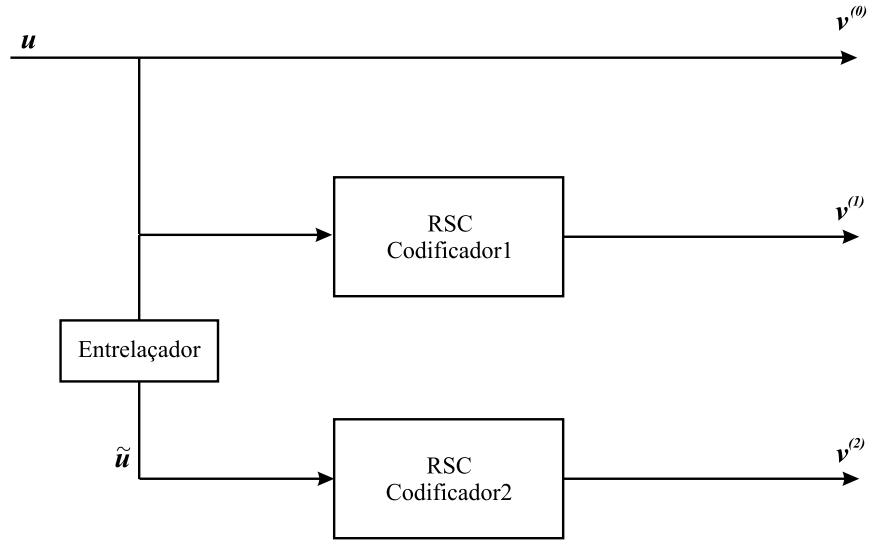 u
v(0)
RSC
Codificador1
v(1)
Entrelaçador
ũ
RSC
Codificador2
v(2)